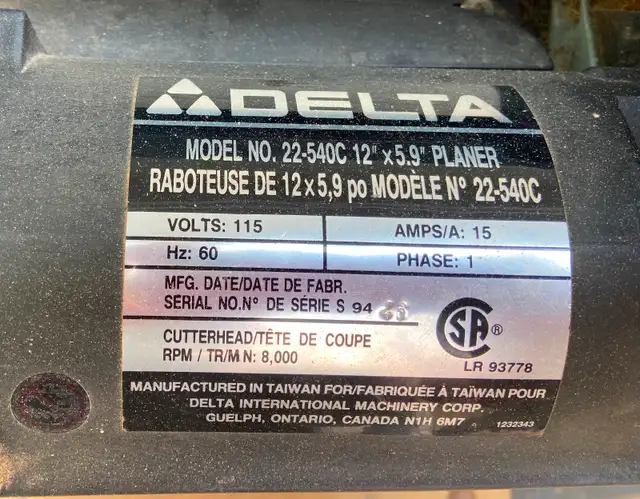 DELTA
MODEL NO. 22-540C 12" x 5.9" PLANER
RABOTEUSE DE 12 x 5,9 po MODÈLE N° 22-540C
VOLTS: 115
AMPS/A: 15
Hz: 60
PHASE: 1
MFG. DATE/DATE DE FABR.
SERIAL NO.N° DE SÉRIE S 94
CUTTERHEAD/TÊTE DE COUPE
RPM / TR/M N: 8,000
SA ®
LR 93778
MANUFACTURED IN TAIWAN FOR/FABRIQUÉE À TAÏWAN POUR
DELTA INTERNATIONAL MACHINERY CORP.
GUELPH, ONTARIO, CANADA N1H 6M7
1232343